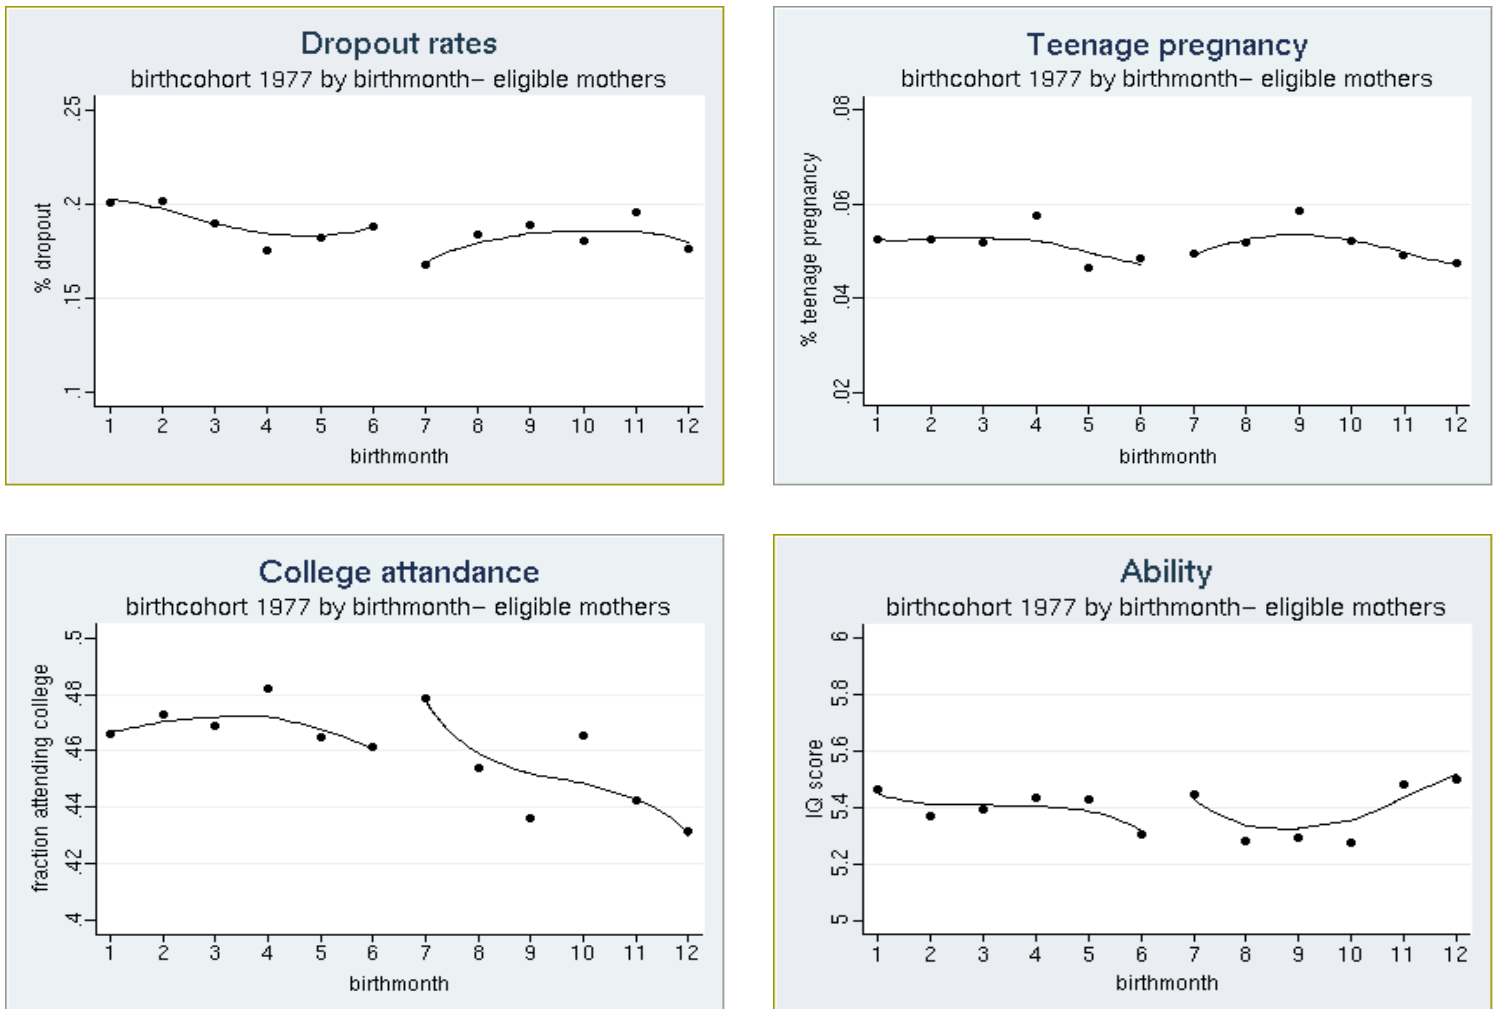 Dropout rates
birthcohort 1977 by birthmonth– eligible mothers
% dropout
.25
.2
.15
.1
1 2 3 4 5 6 7 8 9 10 11 12
birthmonth
Teenage pregnancy
birthcohort 1977 by birthmonth– eligible mothers
% teenage pregnancy
.08
.06
.04
.02
1 2 3 4 5 6 7 8 9 10 11 12
birthmonth
College attandance
birthcohort 1977 by birthmonth– eligible mothers
fraction attending college
.5
.48
.46
.44
.42
.4
1 2 3 4 5 6 7 8 9 10 11 12
birthmonth
Ability
birthcohort 1977 by birthmonth– eligible mothers
IQ score
6
5.8
5.6
5.4
5.2
5
1 2 3 4 5 6 7 8 9 10 11 12
birthmonth